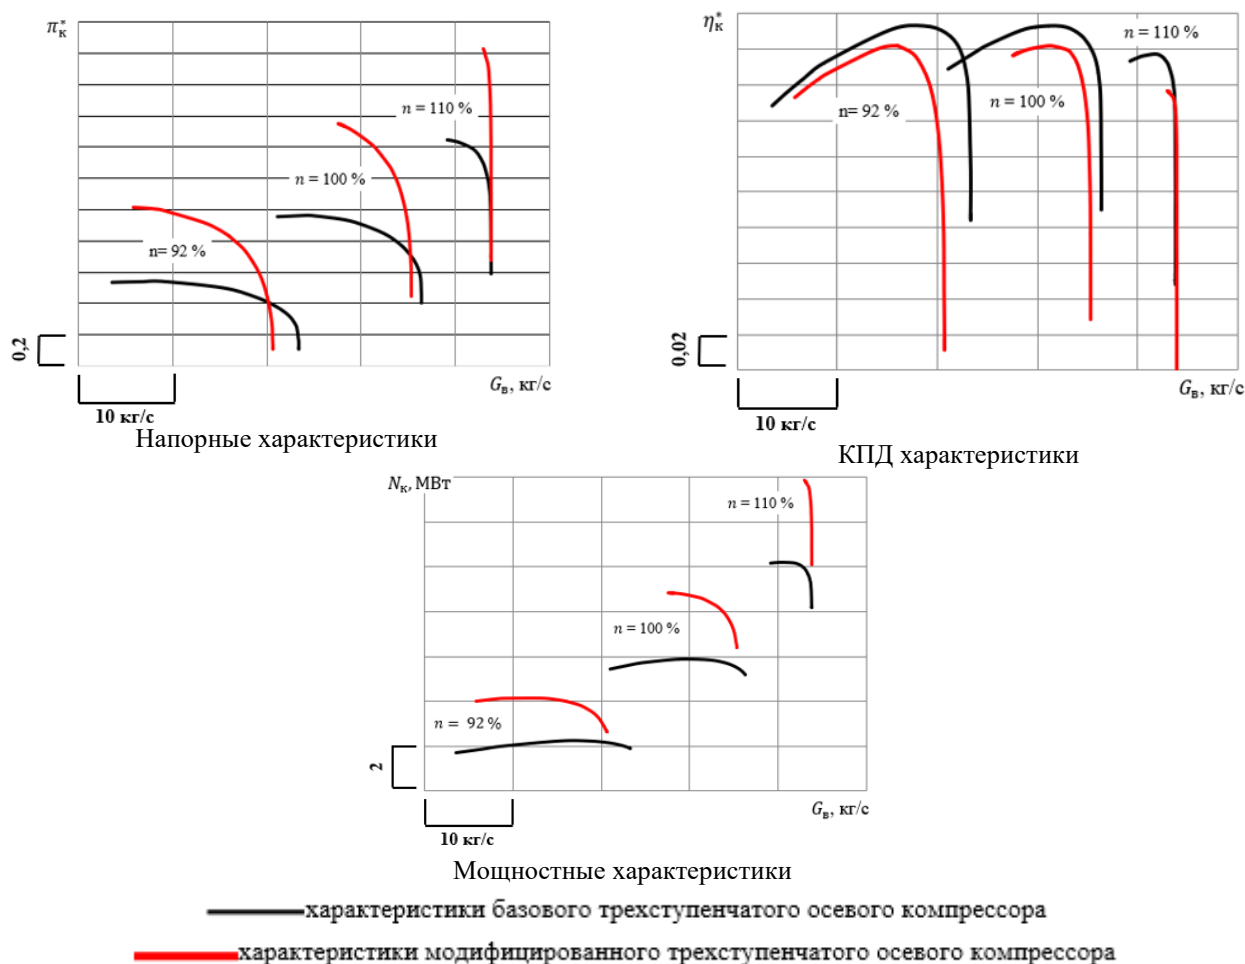 π*к
n = 110 %
n = 100 %
n= 92 %
0,2
Gв, кг/с
10 кг/с
Напорные характеристики
η*к
n = 110 %
n = 100 %
n= 92 %
0,02
Gв, кг/с
10 кг/с
КПД характеристики
Nк, МВт
n = 110 %
n = 100 %
n = 92 %
2
Gв, кг/с
10 кг/с
Мощностные характеристики
характеристики базового трехступенчатого осевого компрессора
характеристики модифицированного трехступенчатого осевого компрессора